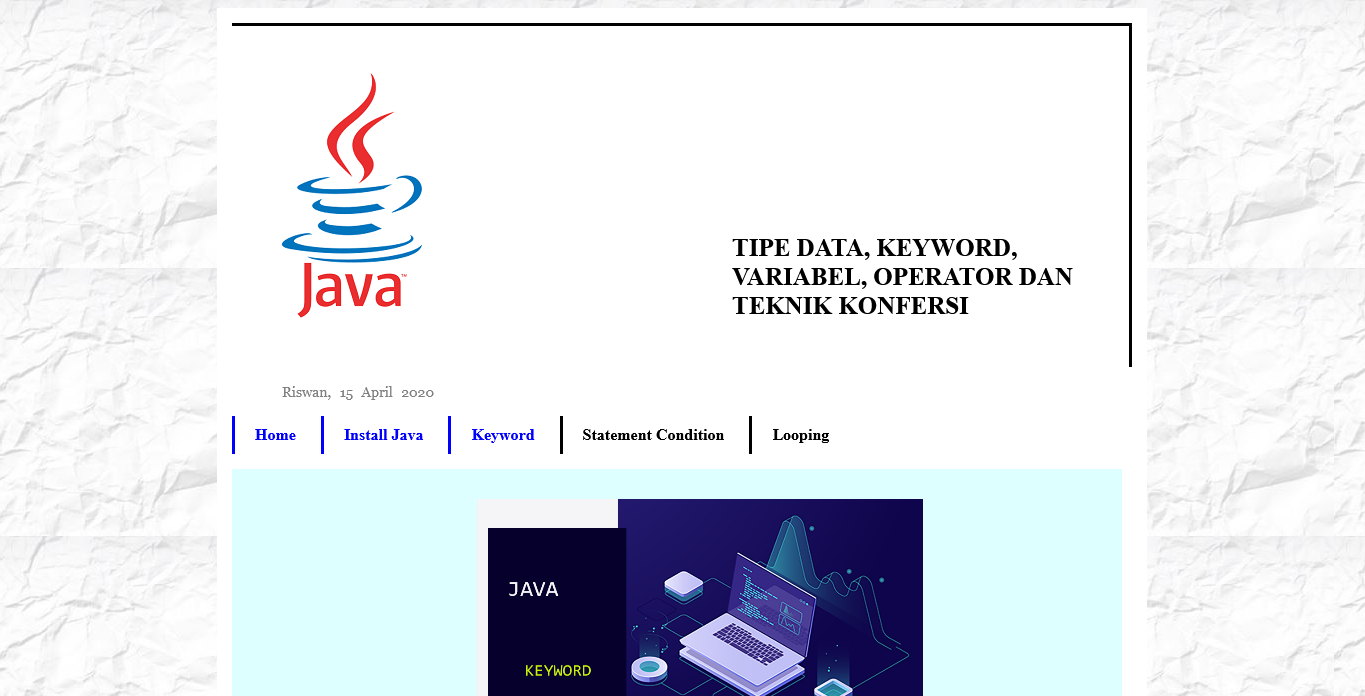 Java™
TIPE DATA, KEYWORD,
VARIABEL, OPERATOR DAN
TEKNIK KONFERSI
Riswan, 15 April 2020
Home Install Java Keyword Statement Condition Looping
JAVA
KEYWORD